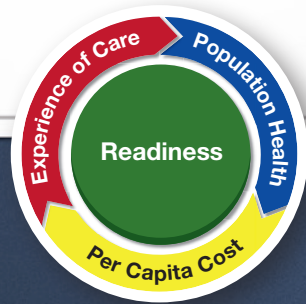 Experience of Care
Population Health
Readiness
Per Capita Cost